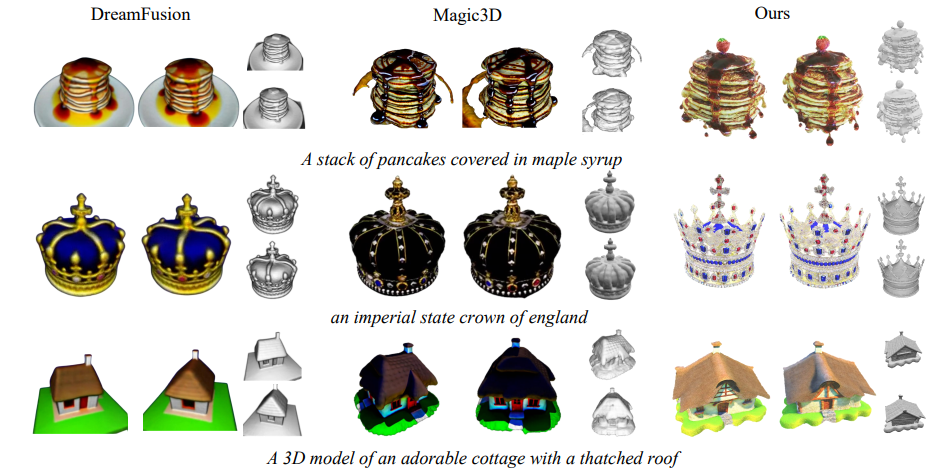 DreamFusion Magic3D Ours
A stack of pancakes covered in maple syrup
an imperial state crown of england
A 3D model of an adorable cottage with a thatched roof